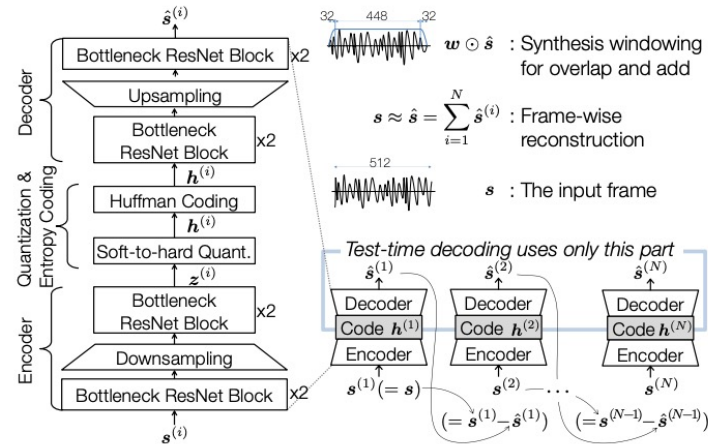 ŝ^(i)
Bottleneck ResNet Block x2
Upsampling
Bottleneck
ResNet Block x2
h^(i)
Huffman Coding
h^(i)
Soft-to-hard Quant.
z^(i)
Bottleneck
ResNet Block x2
Downsampling
Bottleneck ResNet Block x2
s^(i)
Decoder
Quantization &
Entropy Coding
Encoder
32 448 32
w ⊙ ŝ : Synthesis windowing
for overlap and add
s ≈ ŝ = ∑_{i=1}^{N} ŝ^(i) : Frame-wise
reconstruction
512
s : The input frame
Test-time decoding uses only this part
ŝ^(1) ŝ^(2) ŝ^(N)
Decoder Decoder Decoder
Code h^(1) Code h^(2) Code h^(N)
Encoder Encoder Encoder
s^(1)(= s) s^(2) ... s^(N)
(= s^(1)−ŝ^(1)) (= s^(N−1)−ŝ^(N−1))